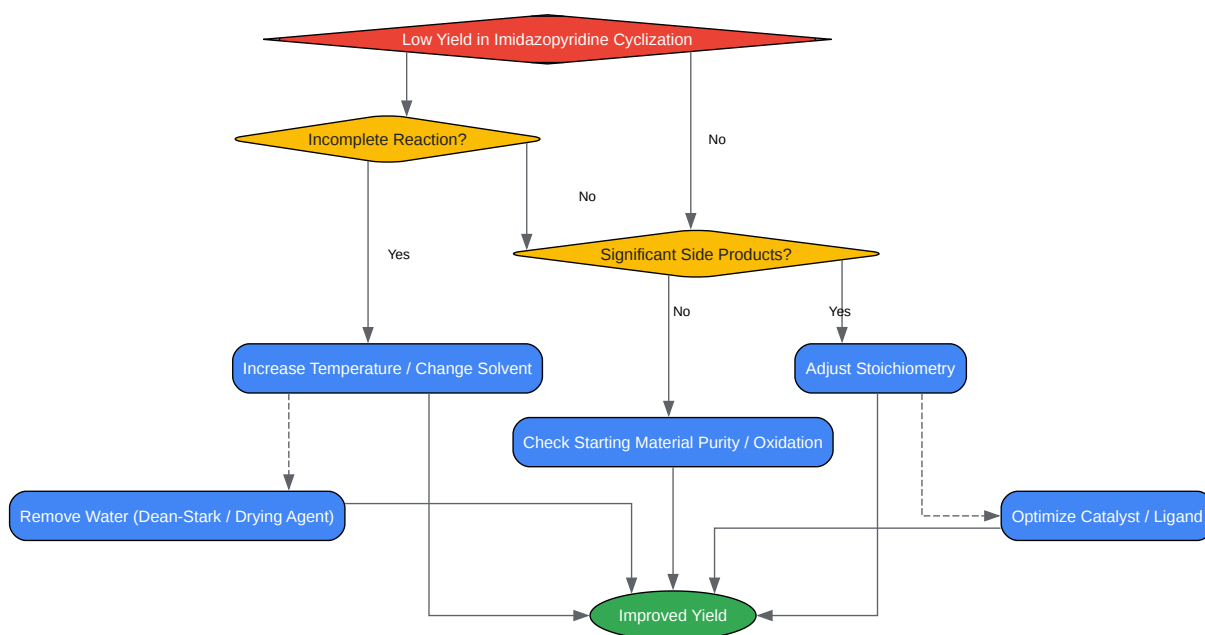 Low Yield in Imidazopyridine Cyclization
Incomplete Reaction?
No
No
Yes
Significant Side Products?
No
Yes
Increase Temperature / Change Solvent
Adjust Stoichiometry
Check Starting Material Purity / Oxidation
Remove Water (Dean-Stark / Drying Agent)
Optimize Catalyst / Ligand
Improved Yield